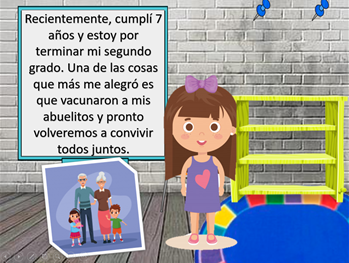 Recientemente, cumplí 7
años y estoy por
terminar mi segundo
grado. Una de las cosas
que más me alegró es
que vacunaron a mis
abuelitos y pronto
volveremos a convivir
todos juntos.